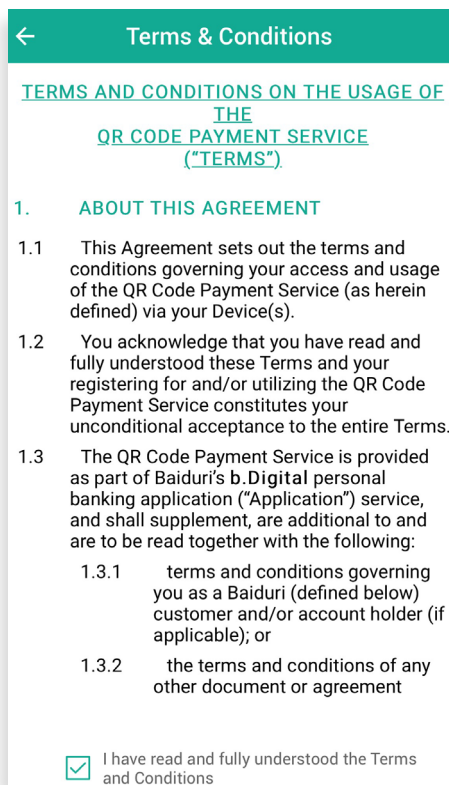 Terms & Conditions
TERMS AND CONDITIONS ON THE USAGE OF
THE
QR CODE PAYMENT SERVICE
(“TERMS”)
1. ABOUT THIS AGREEMENT
1.1 This Agreement sets out the terms and
conditions governing your access and usage
of the QR Code Payment Service (as herein
defined) via your Device(s).
1.2 You acknowledge that you have read and
fully understood these Terms and your
registering for and/or utilizing the QR Code
Payment Service constitutes your
unconditional acceptance to the entire Terms.
1.3 The QR Code Payment Service is provided
as part of Baiduri’s b.Digital personal
banking application (“Application”) service,
and shall supplement, are additional to and
are to be read together with the following:
1.3.1 terms and conditions governing
you as a Baiduri (defined below)
customer and/or account holder (if
applicable); or
1.3.2 the terms and conditions of any
other document or agreement
I have read and fully understood the Terms
and Conditions